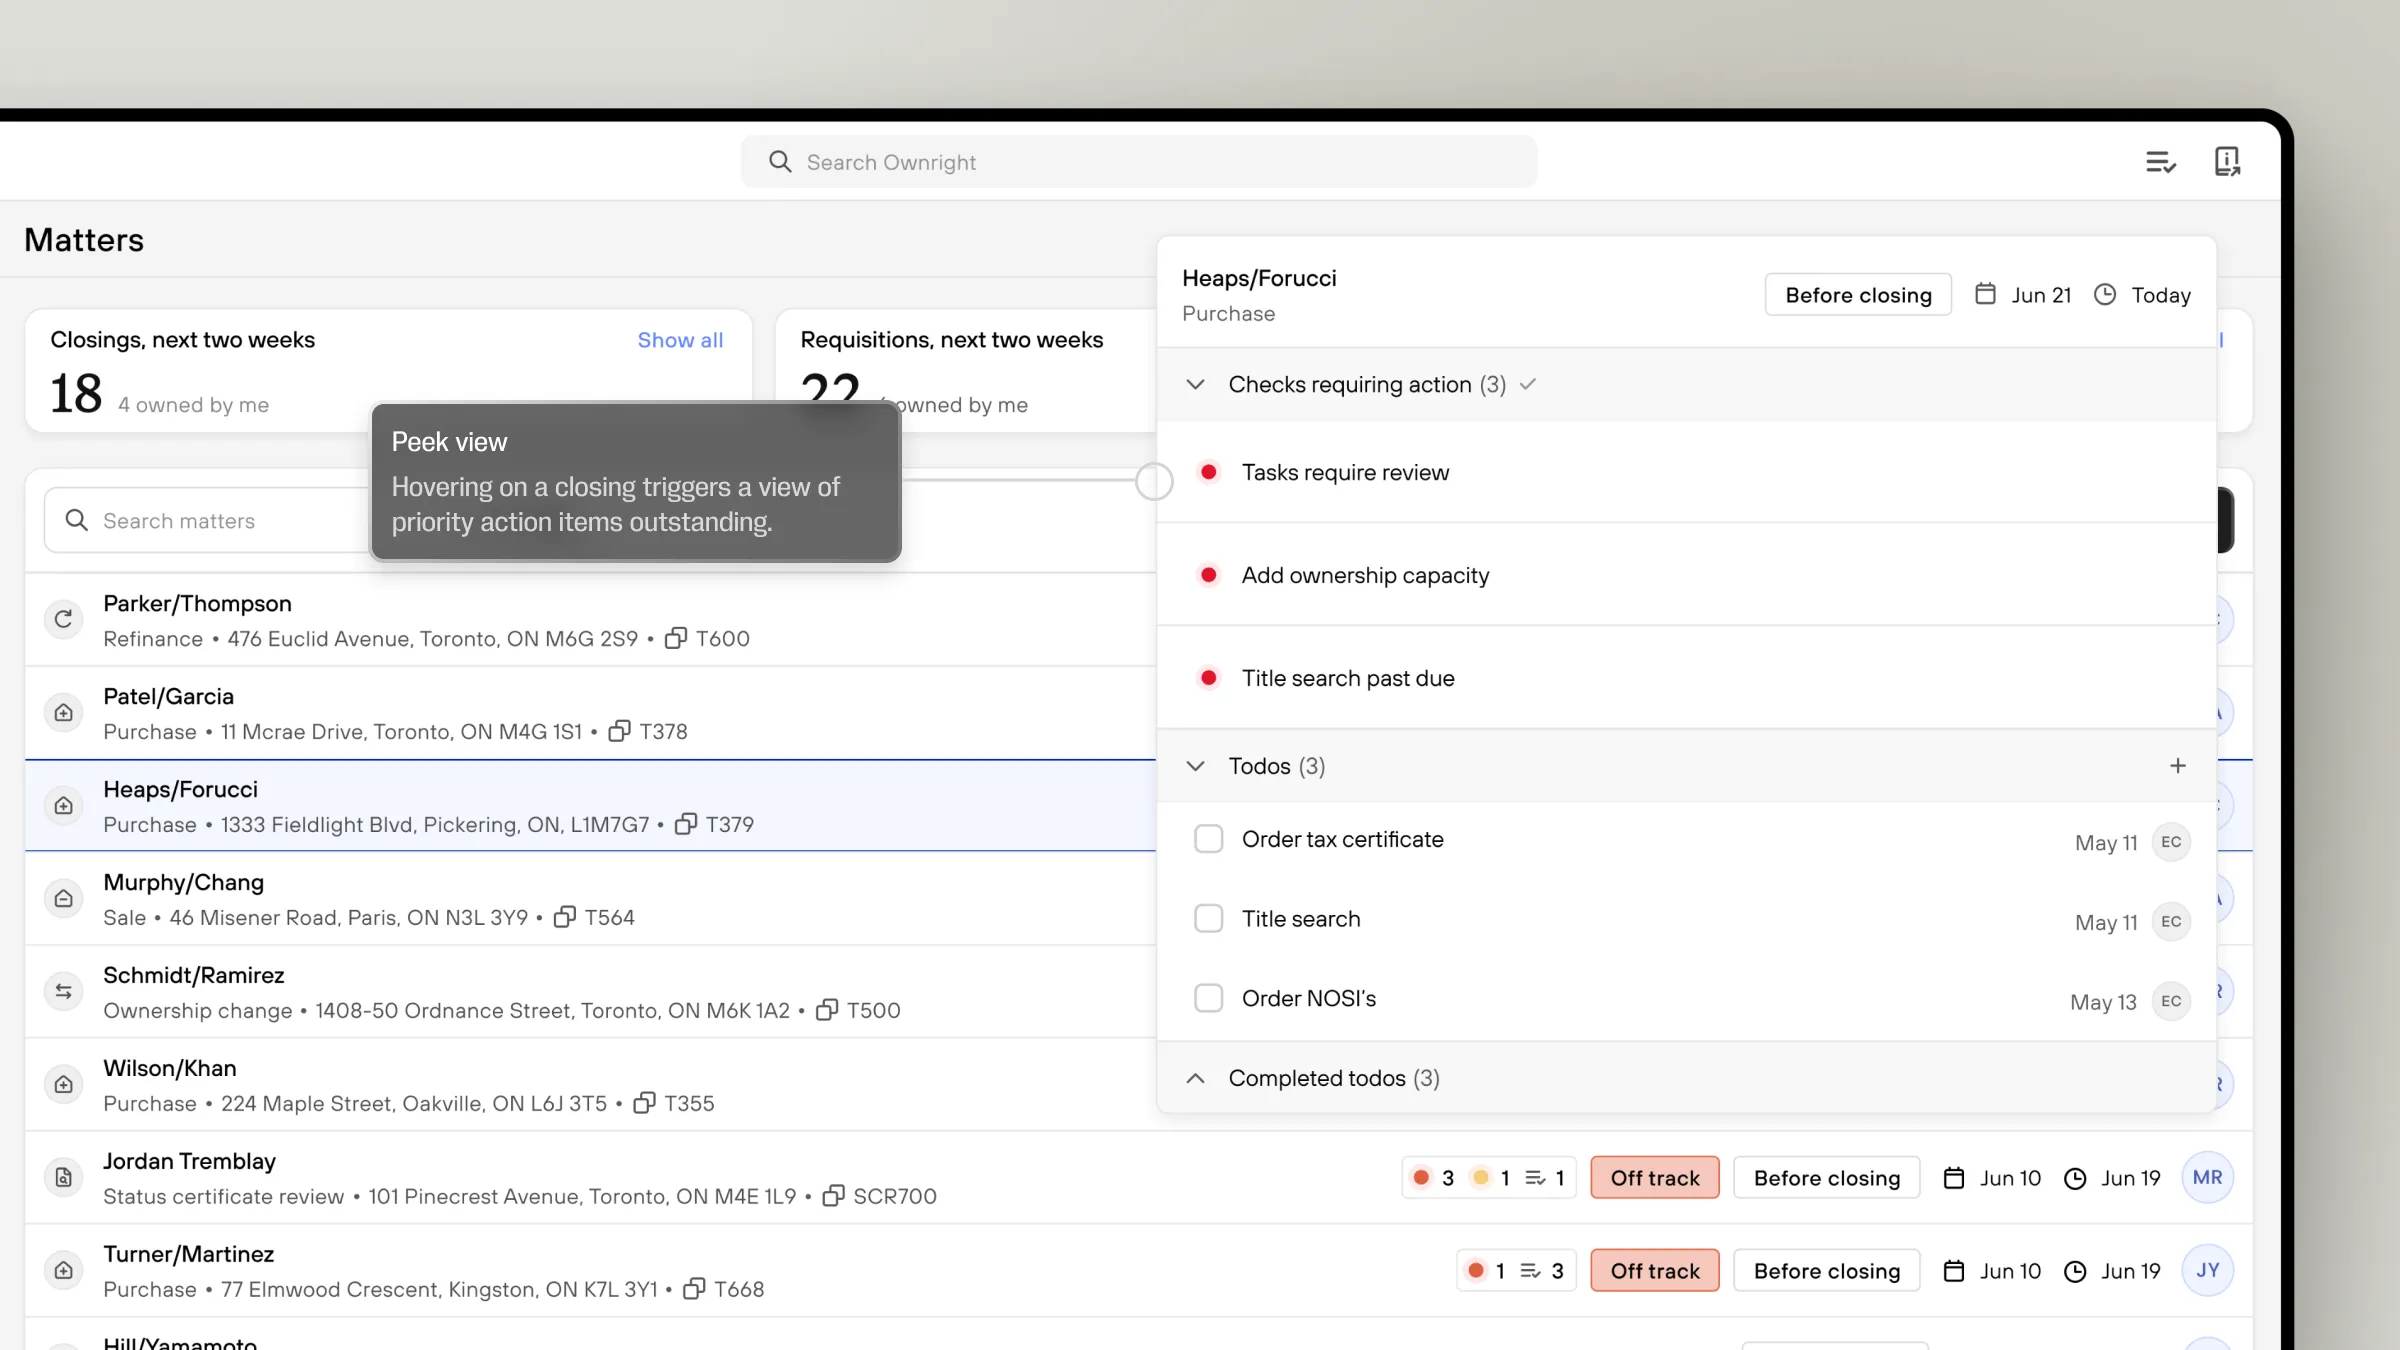 Search Ownright
Matters
Closings, next two weeks
Show all
18 4 owned by me
Requisitions, next two weeks
22 owned by me
Peek view
Hovering on a closing triggers a view of
priority action items outstanding.
Search matters
Heaps/Forucci
Purchase
Before closing Jun 21 Today
Checks requiring action (3)
Tasks require review
Add ownership capacity
Title search past due
Todos (3)
Order tax certificate May 11 EC
Title search May 11 EC
Order NOSI's May 13 EC
Completed todos (3)
Parker/Thompson
Refinance • 476 Euclid Avenue, Toronto, ON M6G 2S9 • T600
Patel/Garcia
Purchase • 11 Mcrae Drive, Toronto, ON M4G 1S1 • T378
Heaps/Forucci
Purchase • 1333 Fieldlight Blvd, Pickering, ON, L1M7G7 • T379
Murphy/Chang
Sale • 46 Misener Road, Paris, ON N3L 3Y9 • T564
Schmidt/Ramirez
Ownership change • 1408-50 Ordnance Street, Toronto, ON M6K 1A2 • T500
Wilson/Khan
Purchase • 224 Maple Street, Oakville, ON L6J 3T5 • T355
Jordan Tremblay
Status certificate review • 101 Pinecrest Avenue, Toronto, ON M4E 1L9 • SCR700
3 1 1 Off track Before closing Jun 10 Jun 19 MR
Turner/Martinez
Purchase • 77 Elmwood Crescent, Kingston, ON K7L 3Y1 • T668
1 3 Off track Before closing Jun 10 Jun 19 JY
Hill/Yamamoto